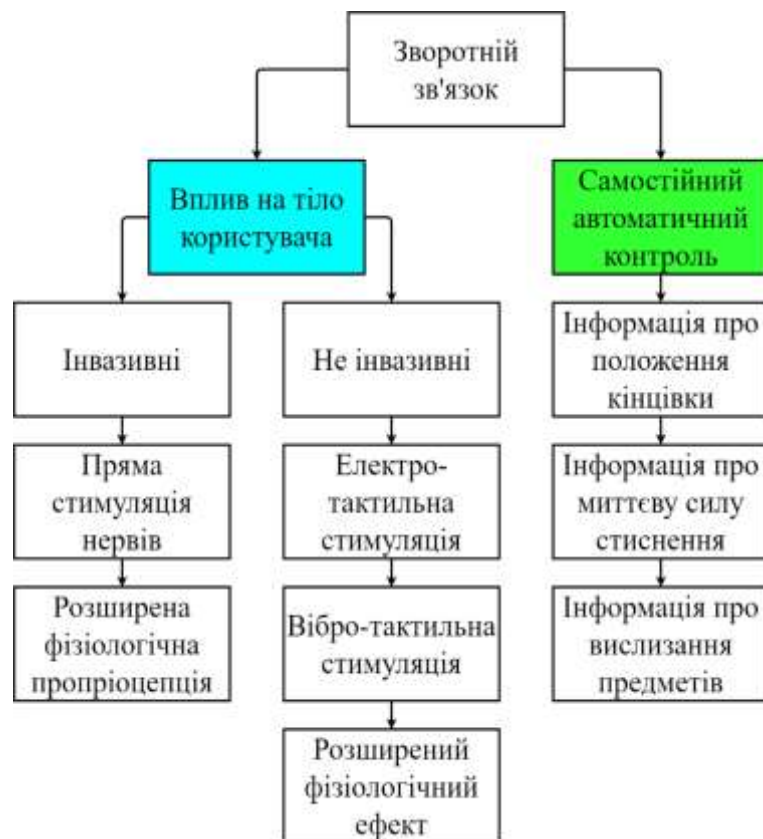 Зворотній
зв'язок
Вплив на тіло
користувача
Самостійний
автоматичний
контроль
Інвазивні
Не інвазивні
Інформація про
положення
кінцівки
Пряма
стимуляція
нервів
Електро-
тактильна
стимуляція
Інформація про
миттєву силу
стиснення
Розширена
фізіологічна
пропріоцепція
Вібро-тактильна
стимуляція
Інформація про
вислизання
предметів
Розширений
фізіологічний
ефект